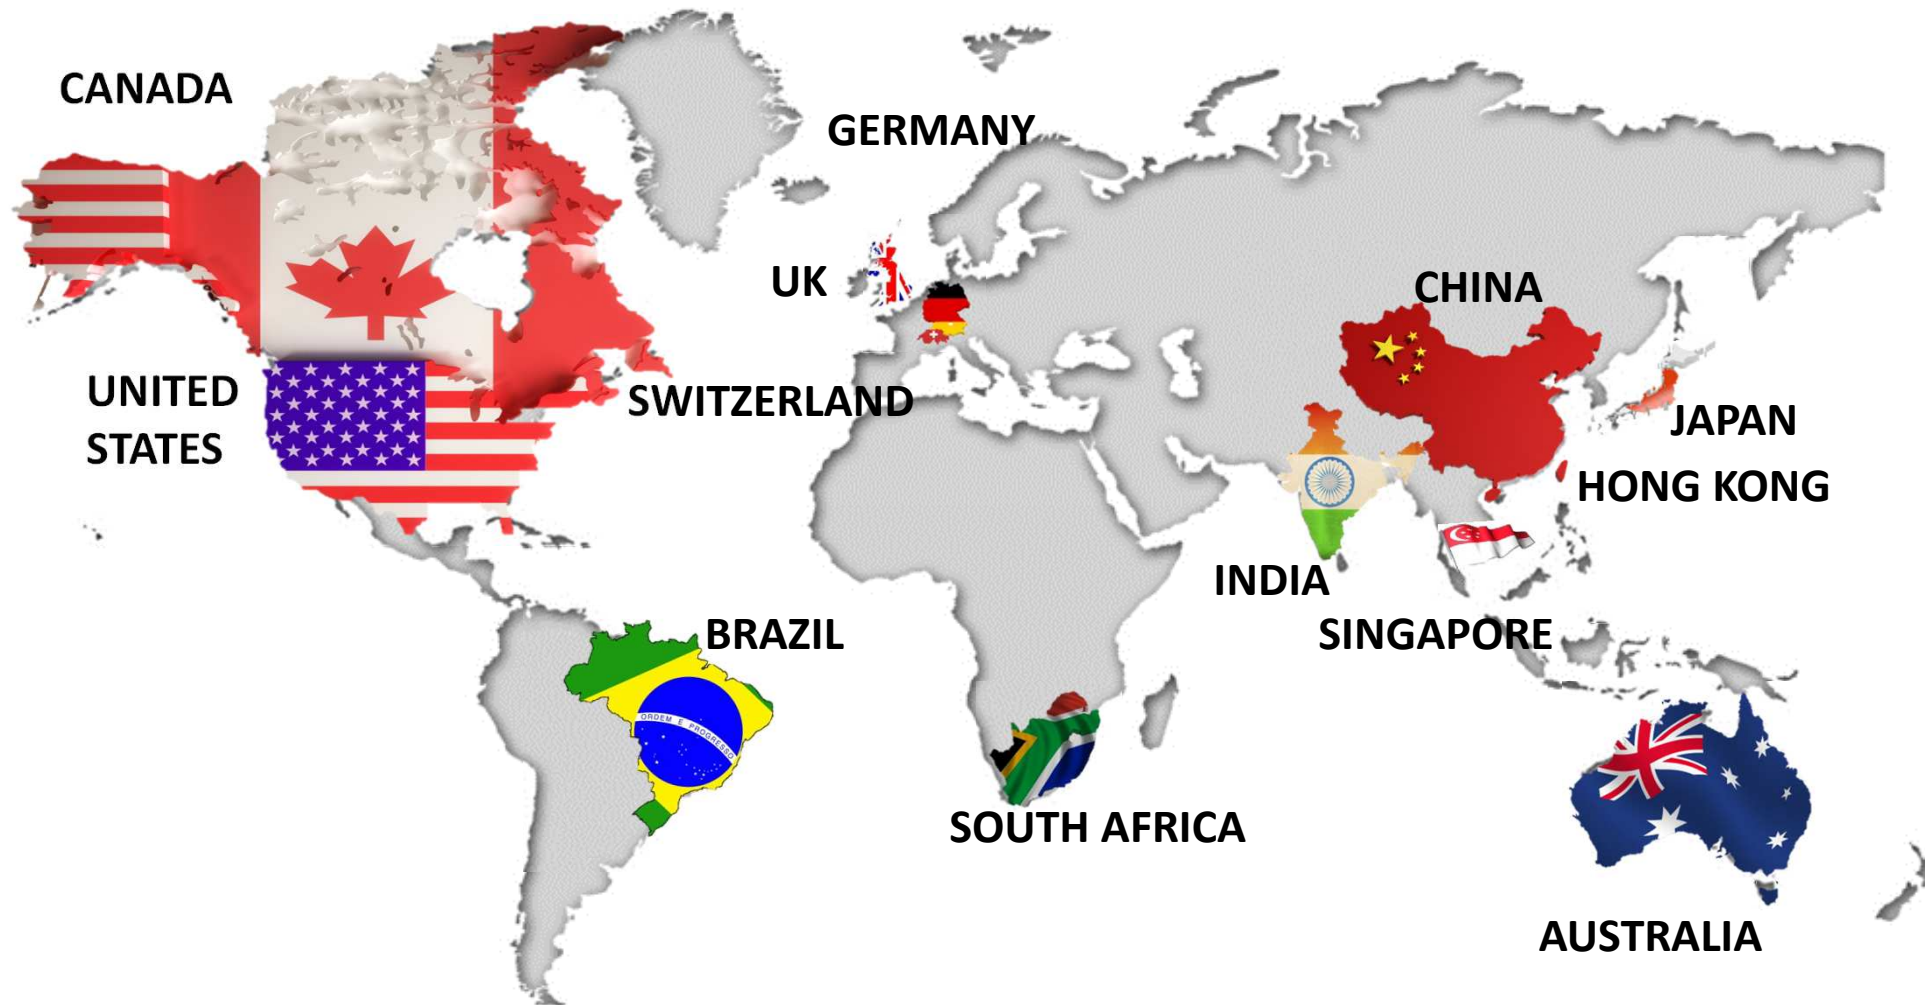 CANADA
GERMANY
UK
CHINA
UNITED
STATES
SWITZERLAND
JAPAN
HONG KONG
INDIA
BRAZIL
SINGAPORE
ORDEM E PROGRESSO
SOUTH AFRICA
AUSTRALIA